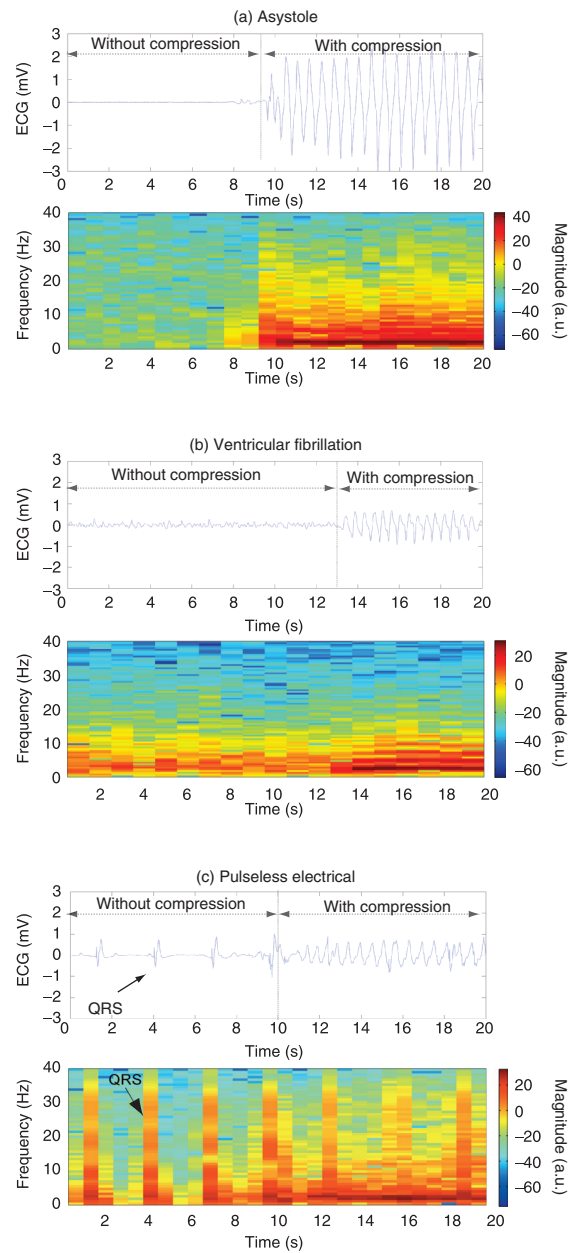 (a) Asystole
Without compression
With compression
3
2
1
0
−1
−2
−3
ECG (mV)
0 2 4 6 8 10 12 14 16 18 20
Time (s)
40
30
20
10
0
Frequency (Hz)
2 4 6 8 10 12 14 16 18 20
Time (s)
40
20
0
−20
−40
−60
Magnitude (a.u.)
(b) Ventricular fibrillation
Without compression
With compression
3
2
1
0
−1
−2
−3
ECG (mV)
0 2 4 6 8 10 12 14 16 18 20
Time (s)
40
30
20
10
0
Frequency (Hz)
2 4 6 8 10 12 14 16 18 20
Time (s)
20
0
−20
−40
−60
Magnitude (a.u.)
(c) Pulseless electrical
Without compression
With compression
3
2
1
0
−1
−2
−3
ECG (mV)
QRS
0 2 4 6 8 10 12 14 16 18 20
Time (s)
40
30
20
10
0
Frequency (Hz)
QRS
0 2 4 6 8 10 12 14 16 18 20
Time (s)
20
0
−20
−40
−60
Magnitude (a.u.)